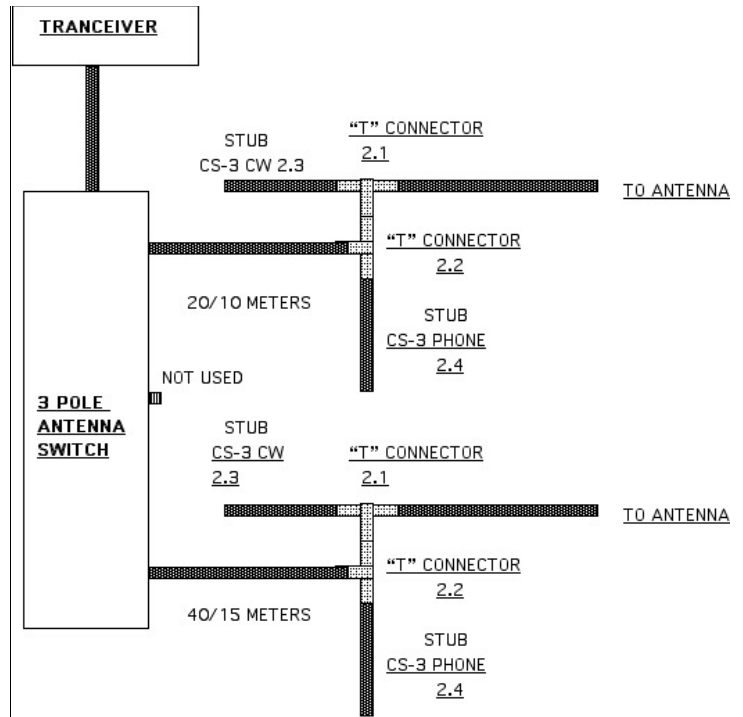 TRANCEIVER
“T” CONNECTOR
2.1
STUB
CS-3 CW 2.3
TO ANTENNA
“T” CONNECTOR
2.2
20/10 METERS
STUB
CS-3 PHONE
2.4
NOT USED
3 POLE
ANTENNA
SWITCH
STUB
CS-3 CW
2.3
“T” CONNECTOR
2.1
TO ANTENNA
“T” CONNECTOR
2.2
40/15 METERS
STUB
CS-3 PHONE
2.4